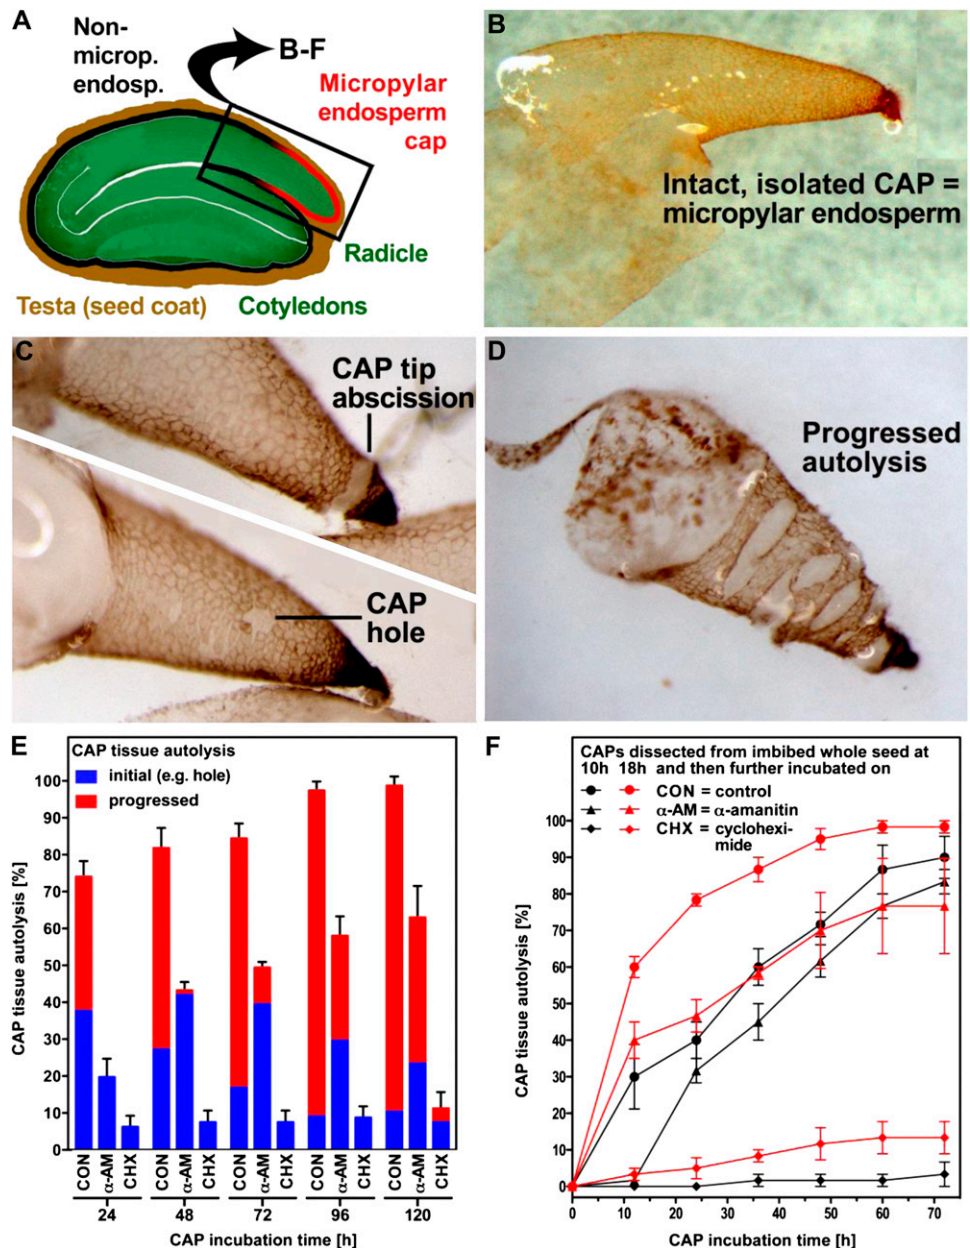 A
Non-
microp.
endosp.
B-F
Micropylar
endosperm
cap
Radicle
Testa (seed coat)
Cotyledons
B
Intact, isolated CAP =
micropylar endosperm
C
CAP tip
abscission
CAP
hole
D
Progressed
autolysis
E
CAP tissue autolysis
initial (e.g. hole)
progressed
CAP tissue autolysis [%]
100
90
80
70
60
50
40
30
20
10
0
CON α-AM CHX CON α-AM CHX CON α-AM CHX CON α-AM CHX CON α-AM CHX
24 48 72 96 120
CAP incubation time [h]
F
CAPs dissected from imbibed whole seed at
10h 18h and then further incubated on
CON = control
α-AM = α-amanitin
CHX = cyclohexi-
mide
CAP tissue autolysis [%]
100
90
80
70
60
50
40
30
20
10
0
0 10 20 30 40 50 60 70
CAP incubation time [h]